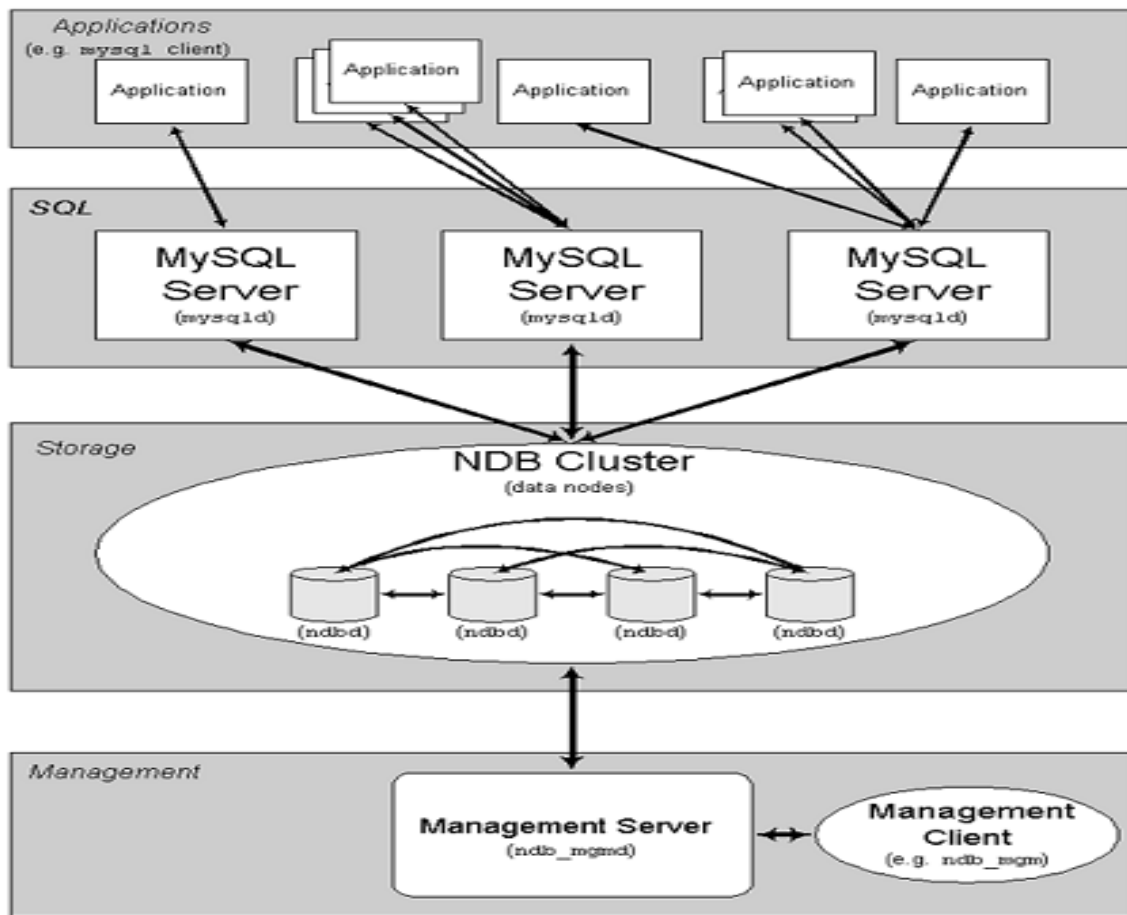 Applications
(e.g. mysql client)
Application
Application
Application
Application
Application
SQL
MySQL
Server
(mysqld)
MySQL
Server
(mysqld)
MySQL
Server
(mysqld)
Storage
NDB Cluster
(data nodes)
(ndbd)
(ndbd)
(ndbd)
(ndbd)
Management
Management Server
(ndb_mgmd)
Management
Client
(e.g. ndb_mgm)